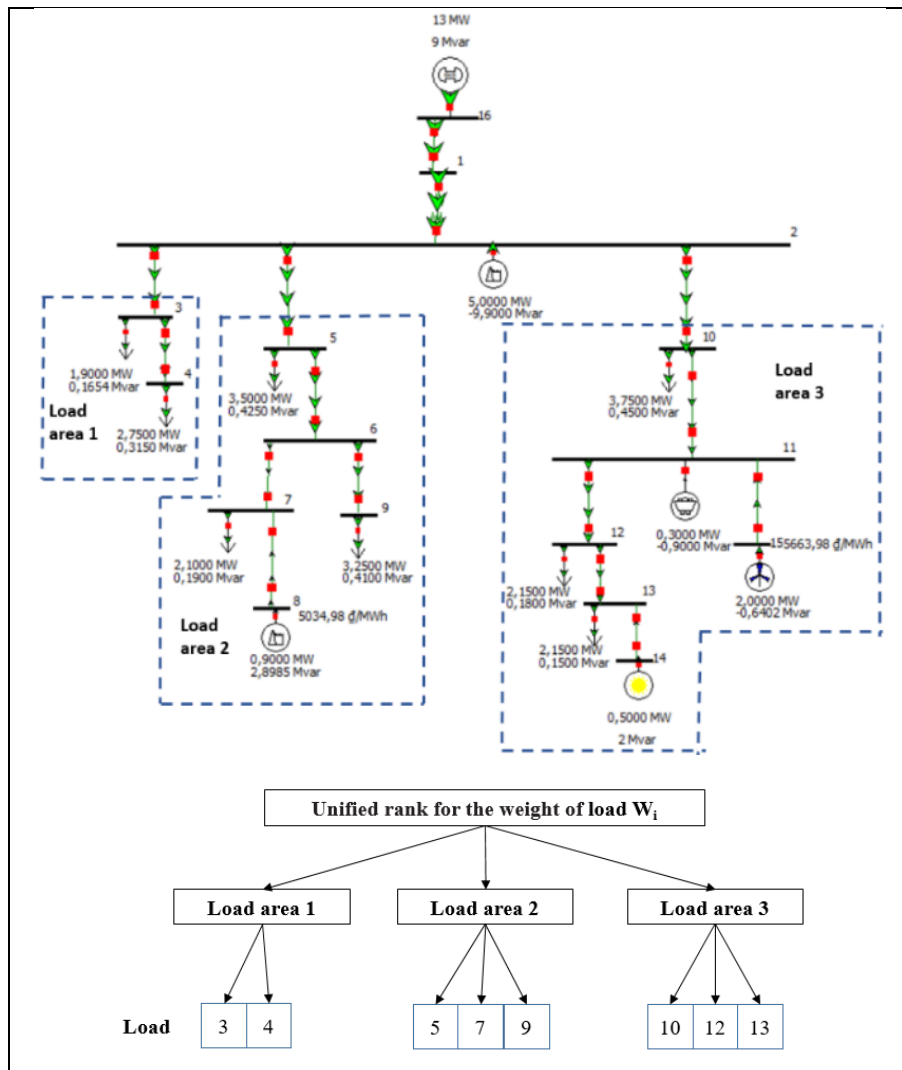 13 MW
9 Mvar
16
1
2
5,0000 MW
-9,9000 Mvar
3
1,9000 MW
0,1654 Mvar
4
Load
area 1
2,7500 MW
0,3150 Mvar
5
3,5000 MW
0,4250 Mvar
6
7
2,1000 MW
0,1900 Mvar
9
3,2500 MW
0,4100 Mvar
Load
area 2
8
5034,98 ₫/MWh
0,9000 MW
2,8985 Mvar
10
Load
area 3
3,7500 MW
0,4500 Mvar
11
0,3000 MW
-0,9000 Mvar
155663,98 ₫/MWh
2,0000 MW
-0,6402 Mvar
12
2,1500 MW
0,1800 Mvar
13
2,1500 MW
0,1500 Mvar
14
0,5000 MW
2 Mvar
Unified rank for the weight of load Wi
Load area 1 Load area 2 Load area 3
Load 3 4 5 7 9 10 12 13